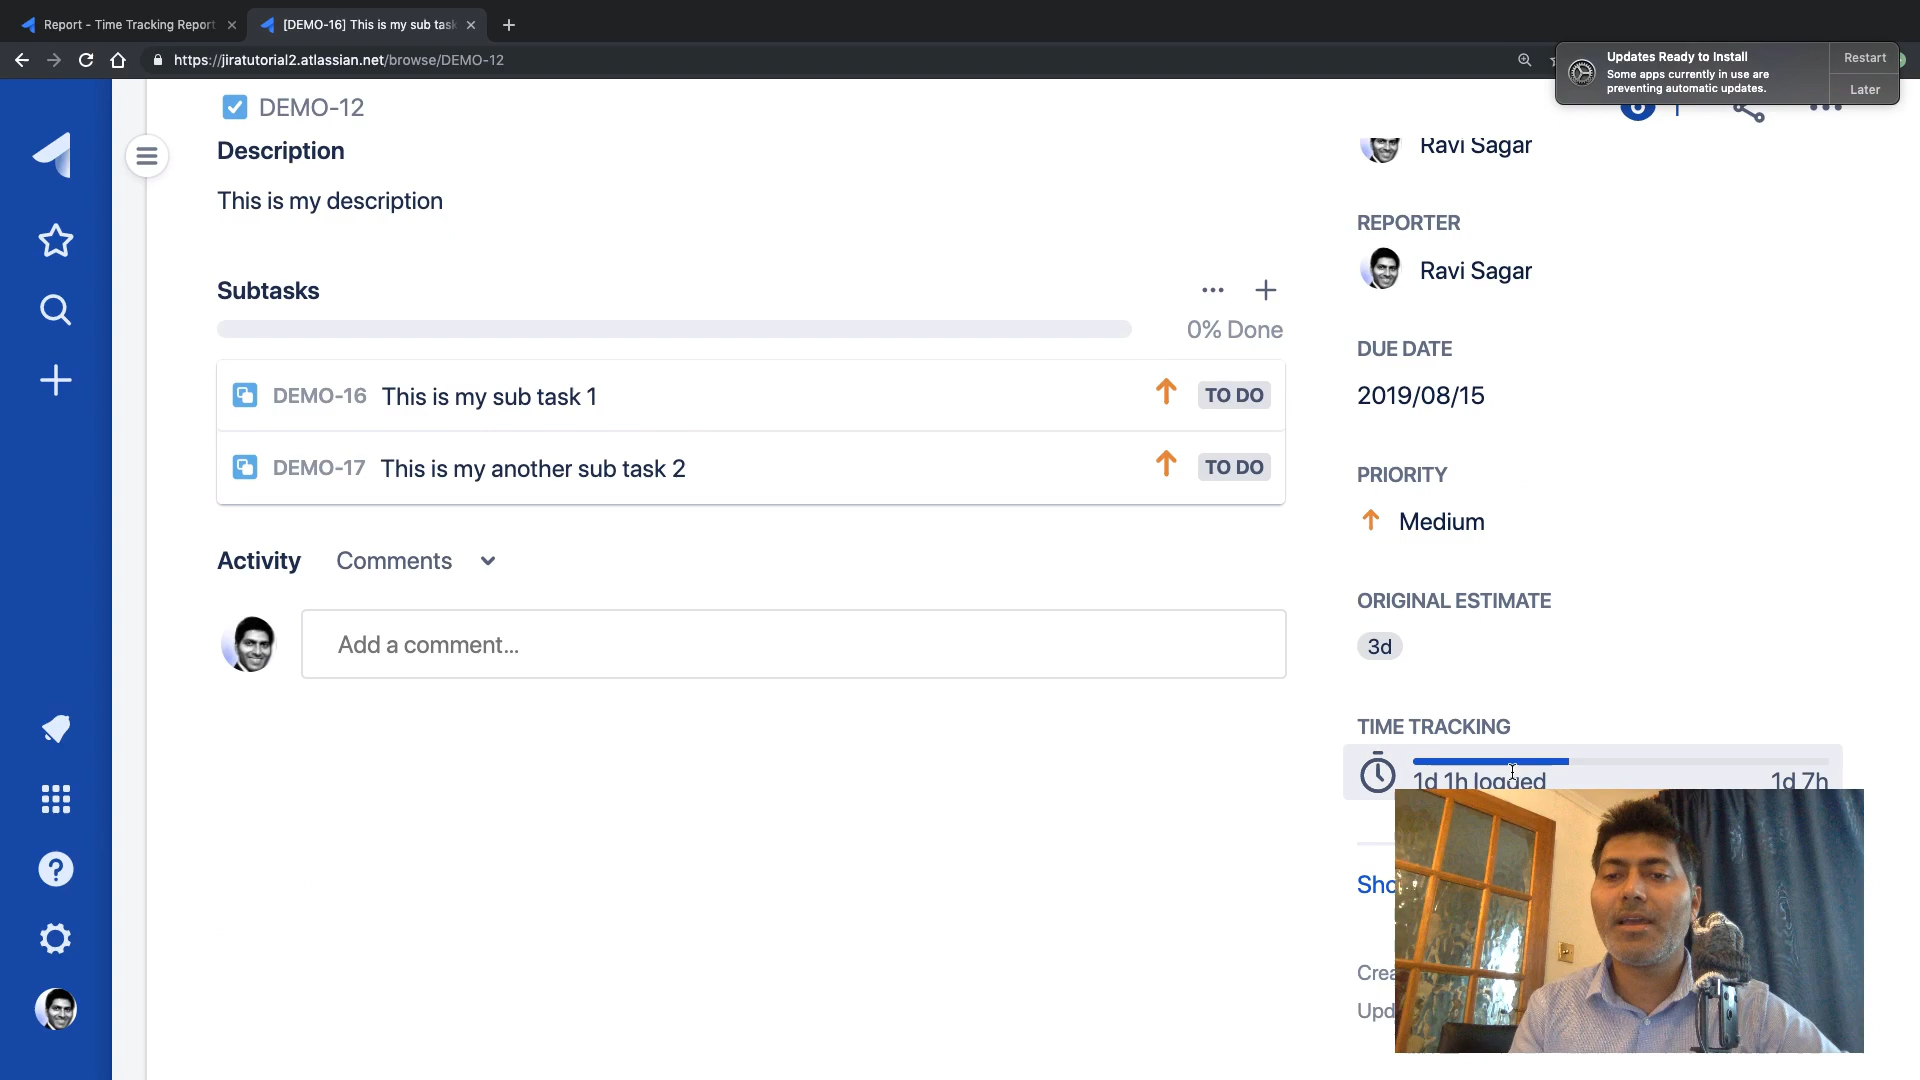 Report - Time Tracking Report
[DEMO-16] This is my sub task
https://jiratutorial2.atlassian.net/browse/DEMO-12
Updates Ready to Install
Some apps currently in use are
preventing automatic updates.
Restart
Later
DEMO-12
Description
This is my description
Subtasks
0% Done
DEMO-16 This is my sub task 1 TO DO
DEMO-17 This is my another sub task 2 TO DO
Activity Comments
Add a comment...
Ravi Sagar
REPORTER
Ravi Sagar
DUE DATE
2019/08/15
PRIORITY
Medium
ORIGINAL ESTIMATE
3d
TIME TRACKING
1d 1h logged 1d 7h
Sho
Crea
Upd